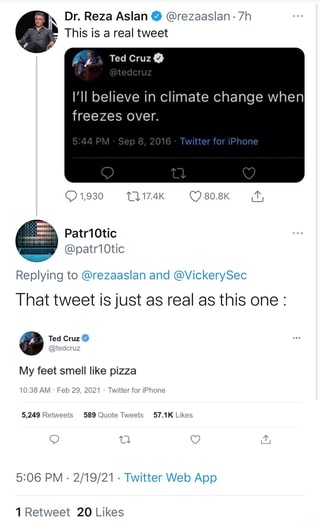 Dr. Reza Aslan @rezaaslan · 7h ...
This is a real tweet
Ted Cruz
@tedcruz
I'll believe in climate change when
freezes over.
5:44 PM · Sep 8, 2016 · Twitter for iPhone
1,930 17.4K 80.8K
Patr10tic ...
@patr10tic
Replying to @rezaaslan and @VickerySec
That tweet is just as real as this one :
Ted Cruz ...
@tedcruz
My feet smell like pizza
10:38 AM · Feb 29, 2021 · Twitter for iPhone
5,249 Retweets 589 Quote Tweets 57.1K Likes
5:06 PM · 2/19/21 · Twitter Web App
1 Retweet 20 Likes